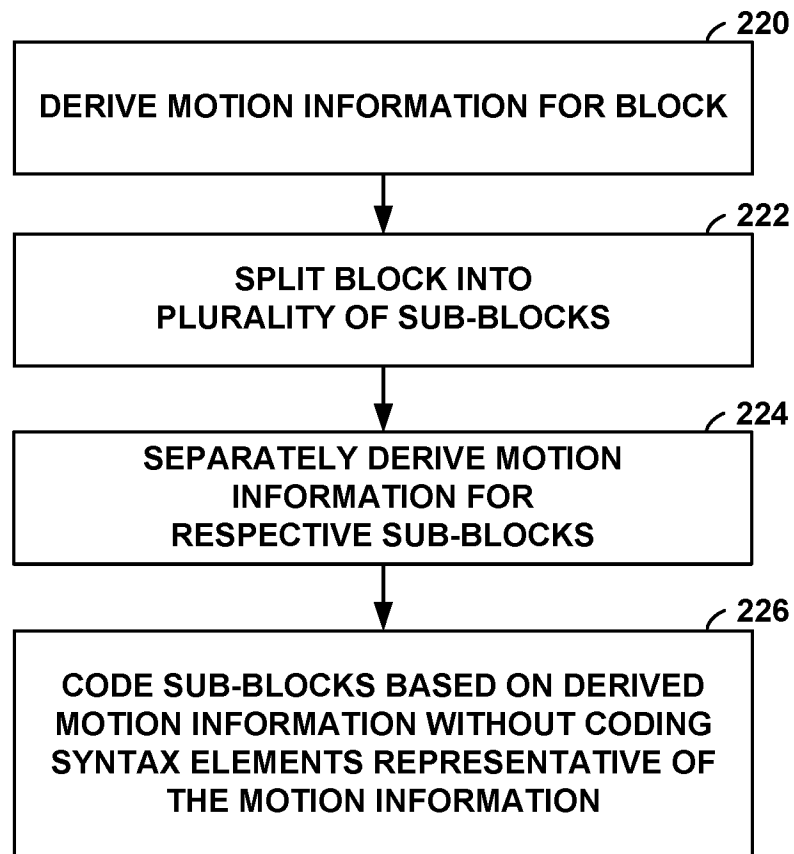 220
DERIVE MOTION INFORMATION FOR BLOCK
222
SPLIT BLOCK INTO
PLURALITY OF SUB-BLOCKS
224
SEPARATELY DERIVE MOTION
INFORMATION FOR
RESPECTIVE SUB-BLOCKS
226
CODE SUB-BLOCKS BASED ON DERIVED
MOTION INFORMATION WITHOUT CODING
SYNTAX ELEMENTS REPRESENTATIVE OF
THE MOTION INFORMATION